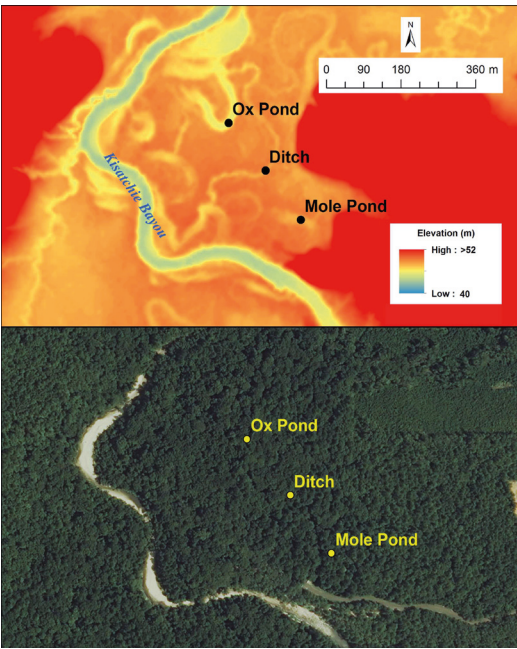 N
0 90 180 360 m
Ox Pond
Ditch
Kisatchie Bayou
Mole Pond
Elevation (m)
High : >52
Low : 40
Ox Pond
Ditch
Mole Pond